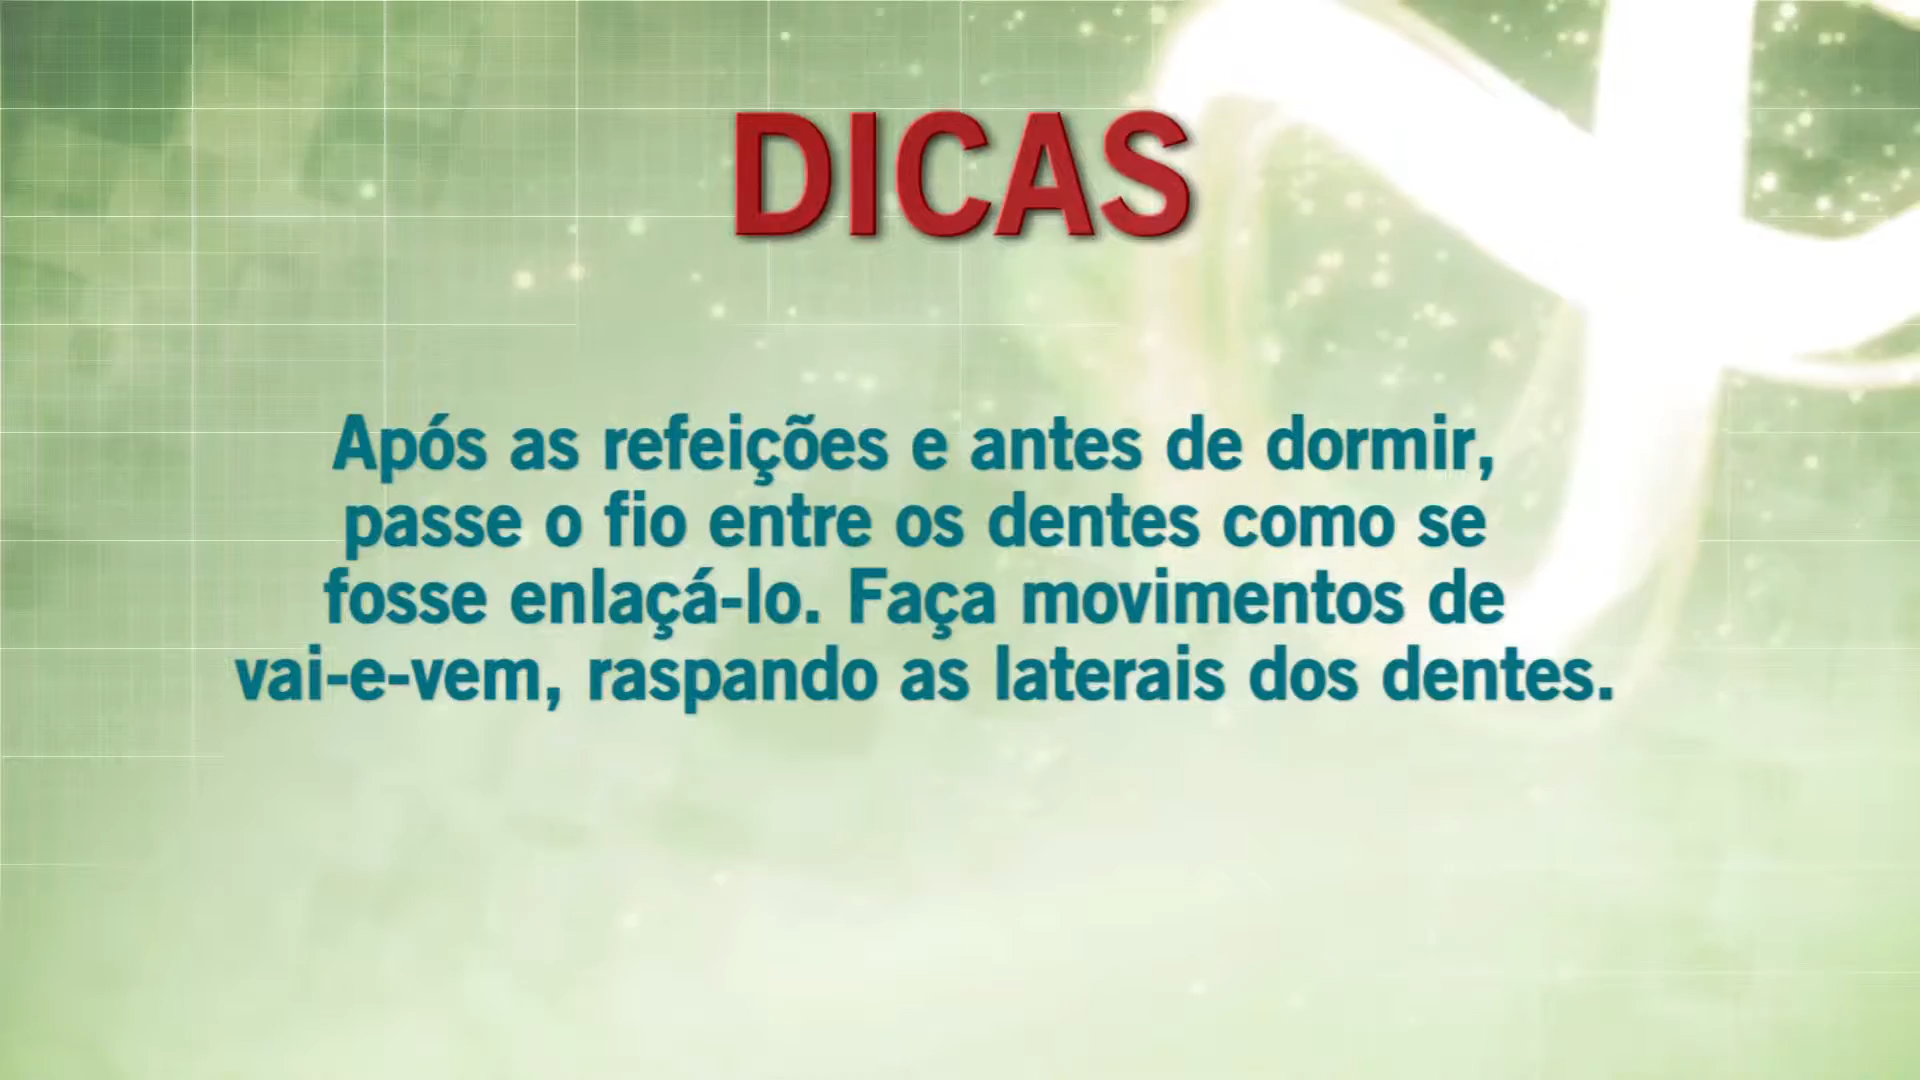 DICAS
Após as refeições e antes de dormir,
passe o fio entre os dentes como se
fosse enlaçá-lo. Faça movimentos de
vai-e-vem, raspando as laterais dos dentes.